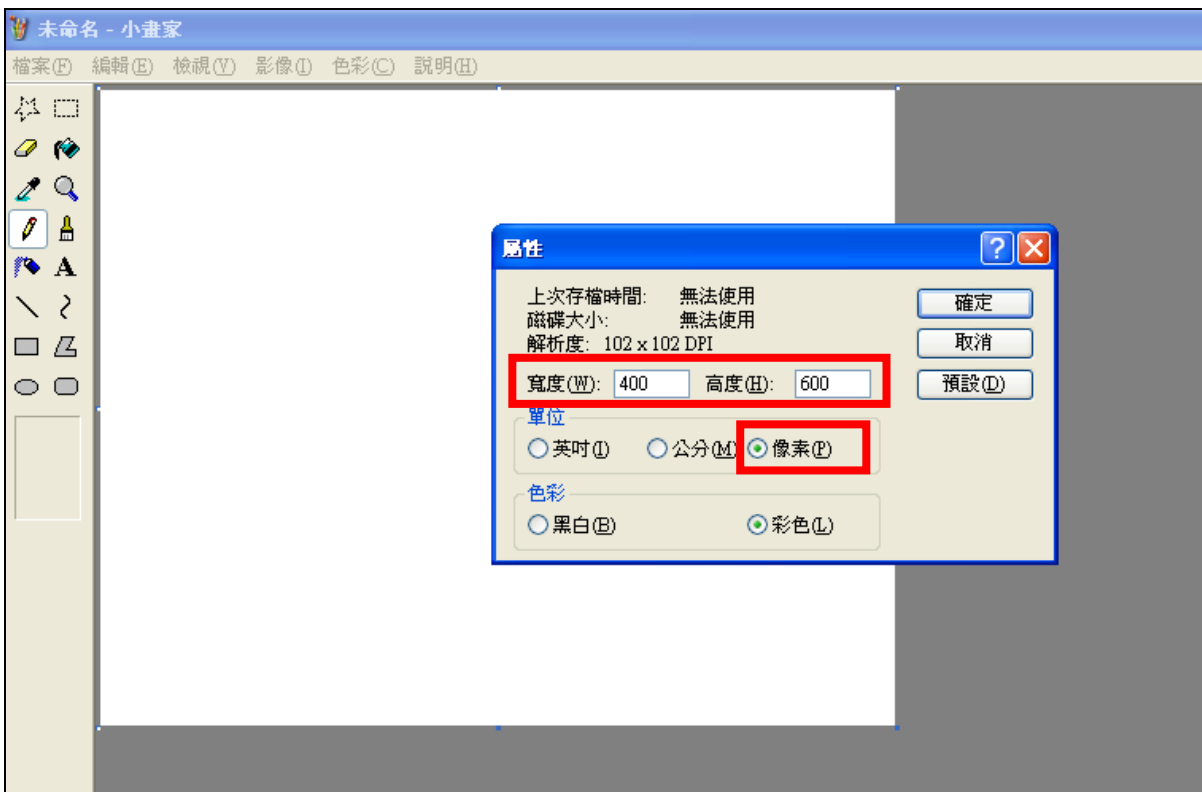 未命名 - 小畫家
檔案(F) 編輯(E) 檢視(V) 影像(I) 色彩(C) 說明(H)
A
屬性
上次存檔時間: 無法使用
磁碟大小: 無法使用
解析度: 102 x 102 DPI
寬度(W): 400 高度(H): 600
單位
英吋(I) 公分(M) 像素(P)
色彩
黑白(B) 彩色(L)
確定
取消
預設(D)